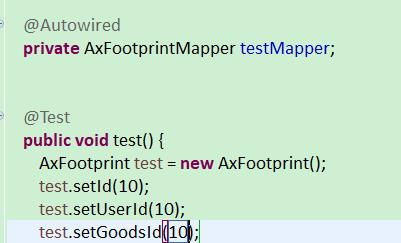 @Autowired
private AxFootprintMapper testMapper;
@Test
public void test() {
AxFootprint test = new AxFootprint();
test.setId(10);
test.setUserId(10);
test.setGoodsId(10);